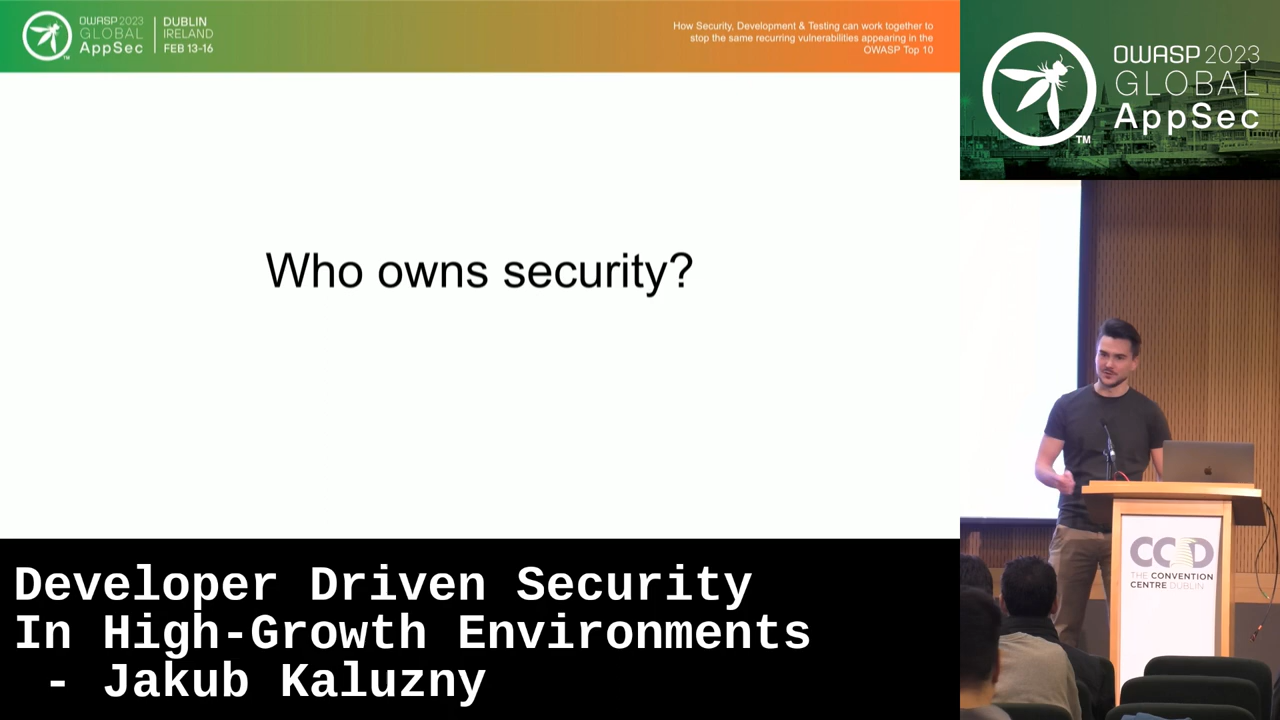 OWASP 2023
GLOBAL
AppSec
TM
DUBLIN
IRELAND
FEB 13-16
How Security, Development & Testing can work together to
stop the same recurring vulnerabilities appearing in the
OWASP Top 10
OWASP 2023
GLOBAL
AppSec
TM
Who owns security?
CCD
THE CONVENTION
CENTRE DUBLIN
Developer Driven Security
In High-Growth Environments
- Jakub Kaluzny